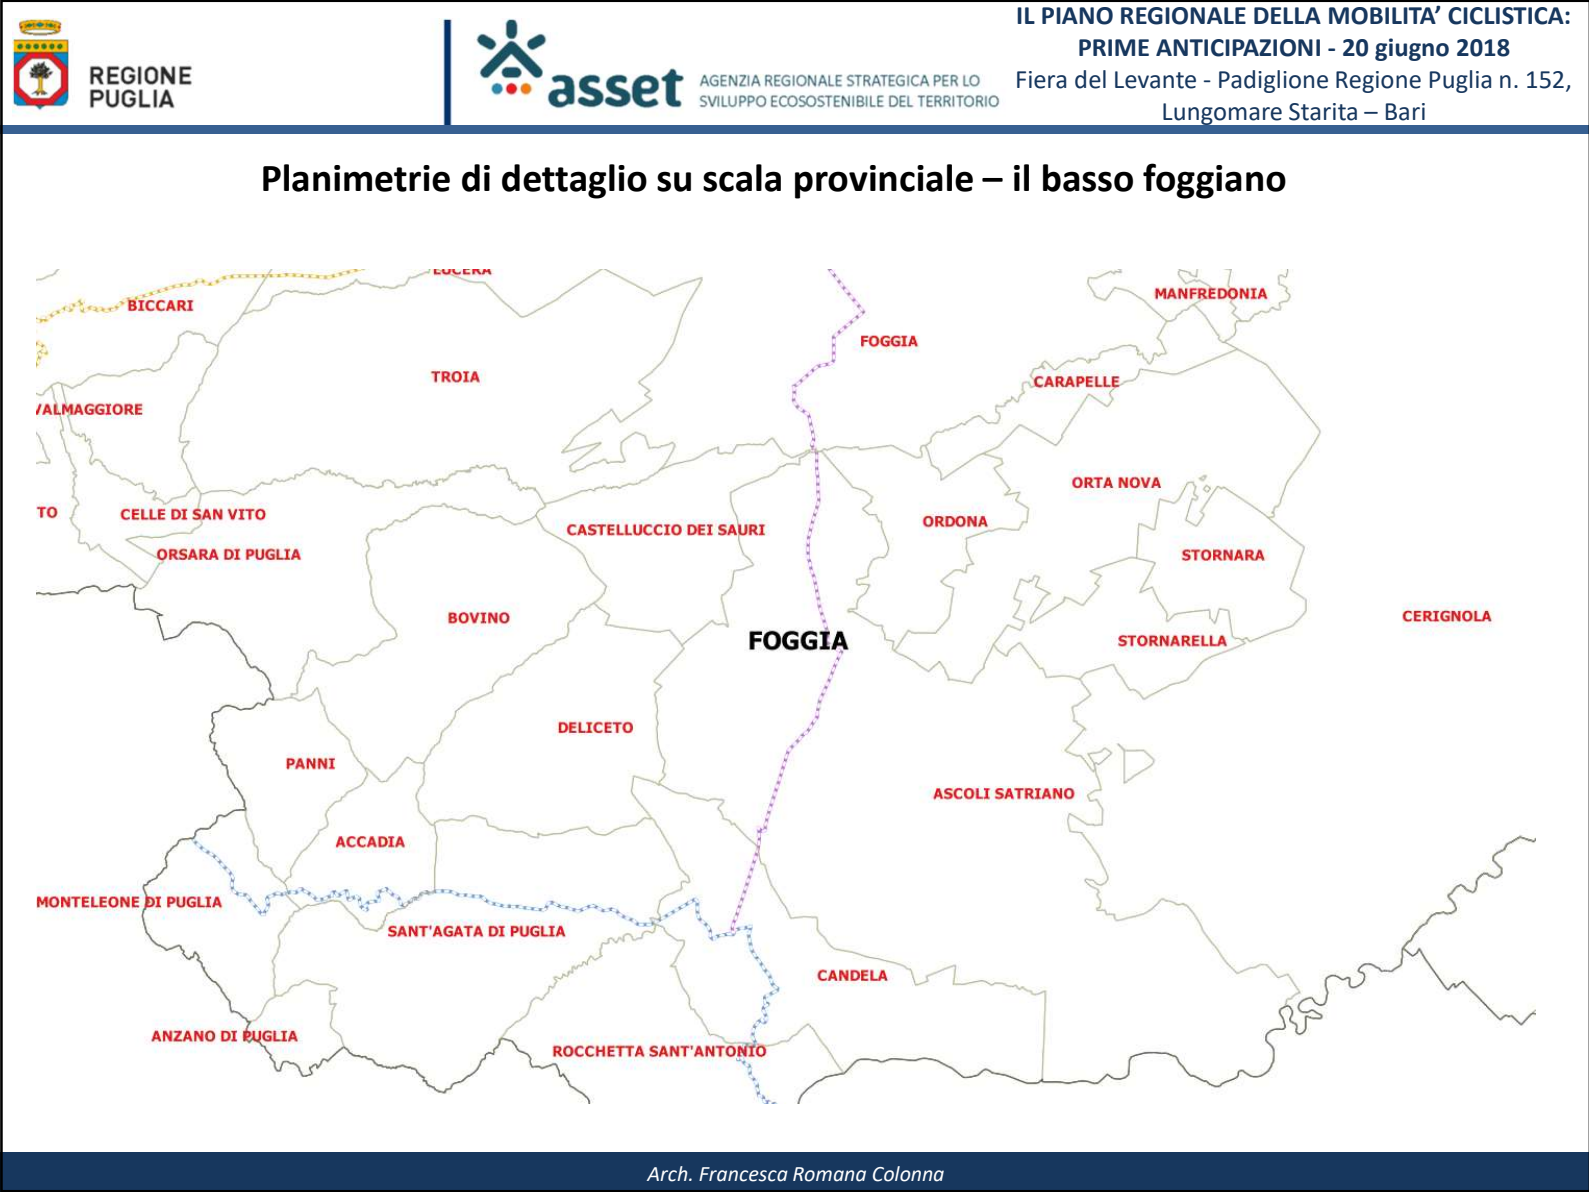 REGIONE
PUGLIA
asset
AGENZIA REGIONALE STRATEGICA PER LO
SVILUPPO ECOSOSTENIBILE DEL TERRITORIO
IL PIANO REGIONALE DELLA MOBILITA’ CICLISTICA:
PRIME ANTICIPAZIONI - 20 giugno 2018
Fiera del Levante - Padiglione Regione Puglia n. 152,
Lungomare Starita – Bari
Planimetrie di dettaglio su scala provinciale – il basso foggiano
LUCERA
BICCARI
MANFREDONIA
FOGGIA
TROIA
CARAPELLE
VALMAGGIORE
ORTA NOVA
TO
CELLE DI SAN VITO
CASTELLUCCIO DEI SAURI
ORDONA
ORSARA DI PUGLIA
STORNARA
BOVINO
CERIGNOLA
FOGGIA
STORNARELLA
DELICETO
PANNI
ASCOLI SATRIANO
ACCADIA
MONTELEONE DI PUGLIA
SANT'AGATA DI PUGLIA
CANDELA
ANZANO DI PUGLIA
ROCCHETTA SANT'ANTONIO
Arch. Francesca Romana Colonna